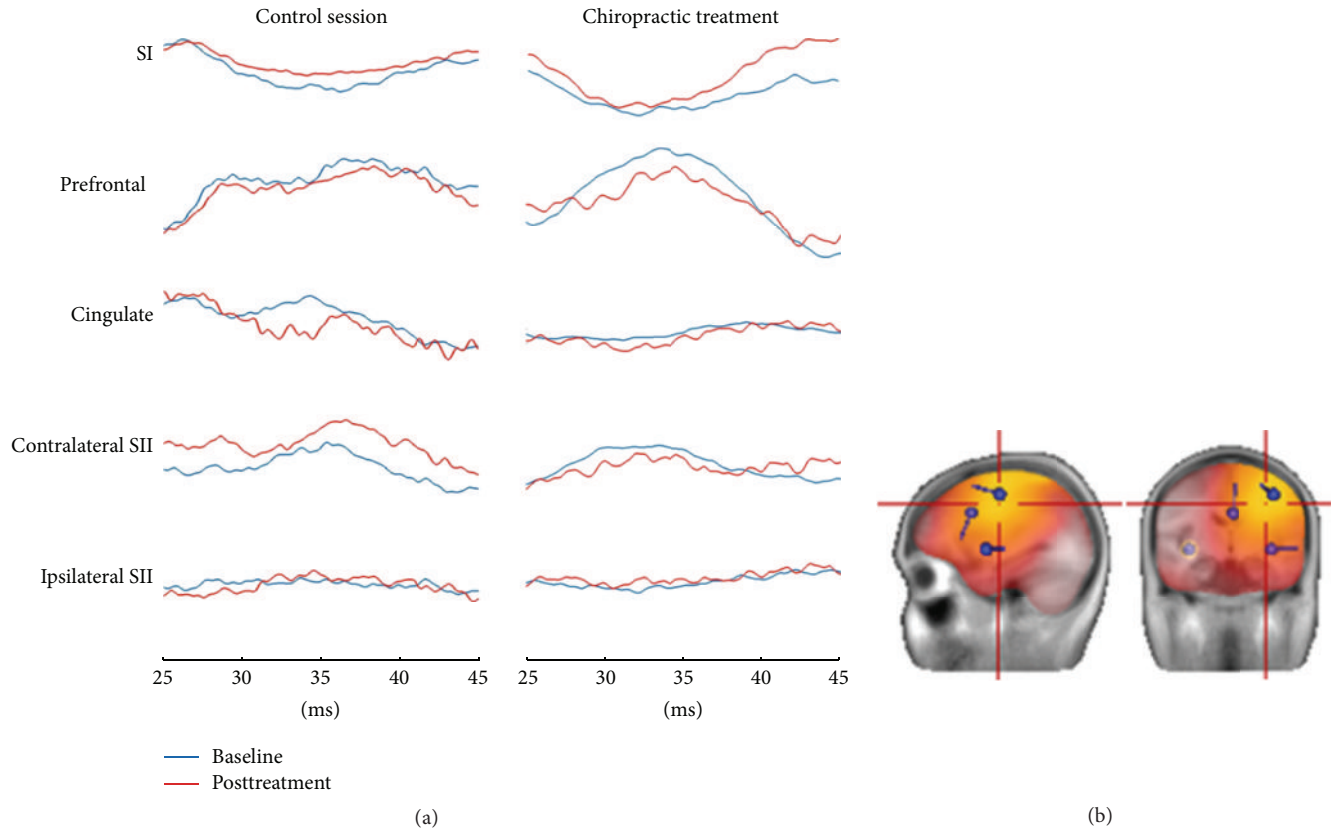 Control session
Chiropractic treatment
SI
Prefrontal
Cingulate
Contralateral SII
Ipsilateral SII
25 30 35 40 45
25 30 35 40 45
(ms)
(ms)
Baseline
Posttreatment
(a)
(b)